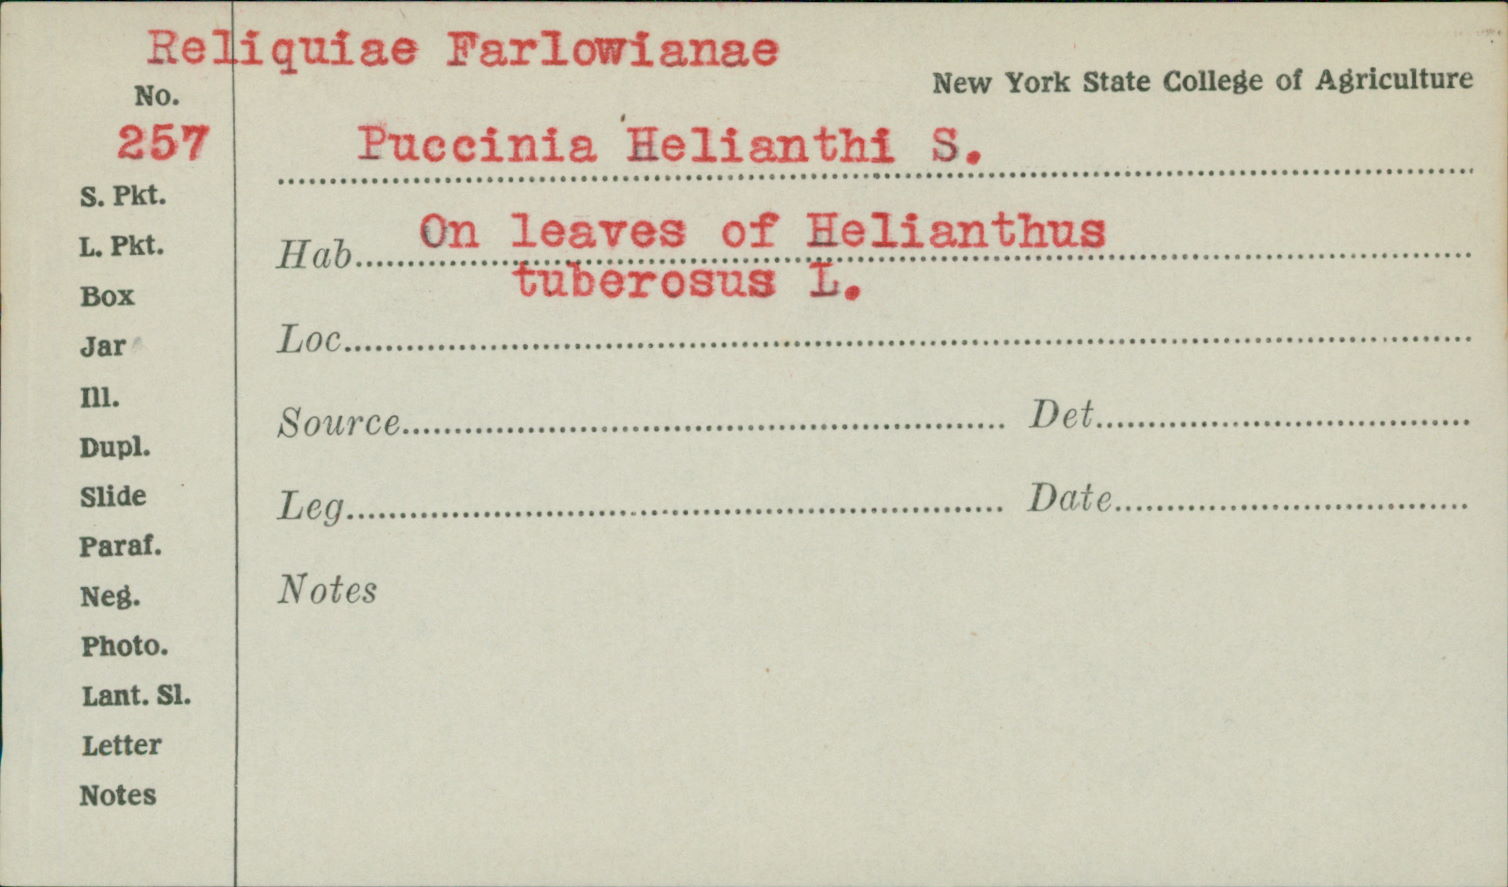 Reliquiae Farlowianae
New York State College of Agriculture
No.
257
Puccinia Helianthi S.
S. Pkt.
L. Pkt.
Box
Jar
Ill.
Dupl.
Slide
Paraf.
Neg.
Photo.
Lant. Sl.
Letter
Notes
Hab. On leaves of Helianthus
tuberosus L.
Loc.
Source Det.
Leg. Date
Notes